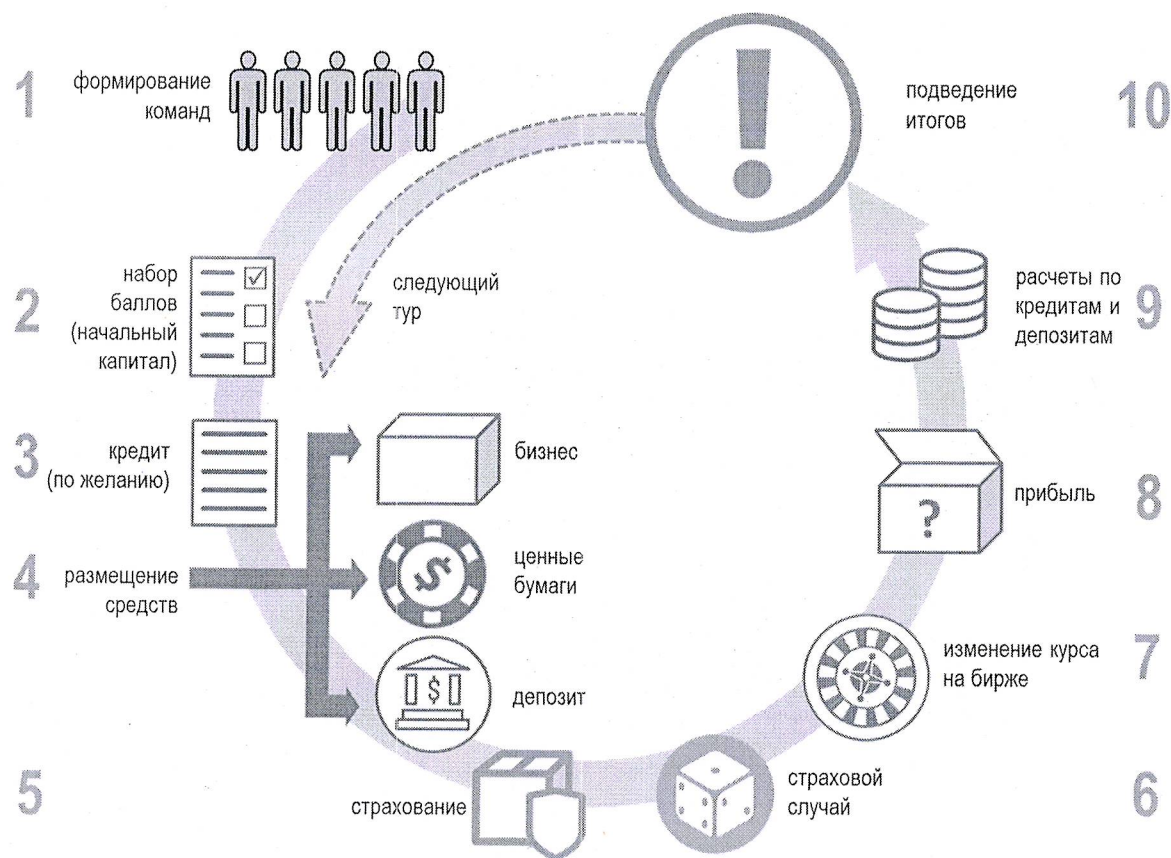 1
формирование
команд
2
набор
баллов
(начальный
капитал)
3
кредит
(по желанию)
4
размещение
средств
бизнес
ценные
бумаги
$
депозит
$
5
страхование
страховой
случай
6
изменение курса
на бирже
7
?
прибыль
8
расчеты по
кредитам и
депозитам
9
!
подведение
итогов
10
следующий
тур